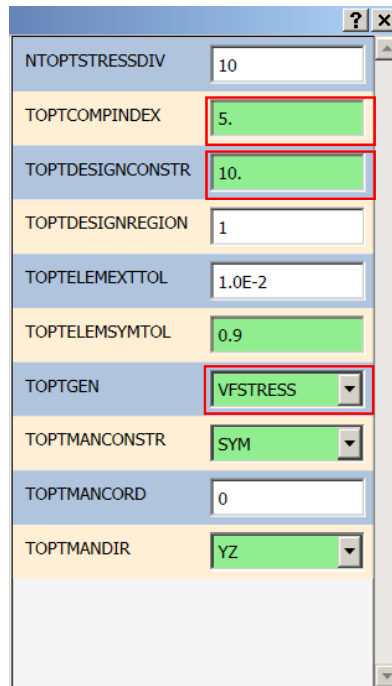 ? ×
NTOPTSTRESSDIV 10
TOPTCOMPINDEX 5.
TOPTDESIGNCONSTR 10.
TOPTDESIGNREGION 1
TOPTELEMEXTTOL 1.0E-2
TOPTELEMSYMTOL 0.9
TOPTGEN VFSTRESS
TOPTMANCONSTR SYM
TOPTMANCORD 0
TOPTMANDIR YZ